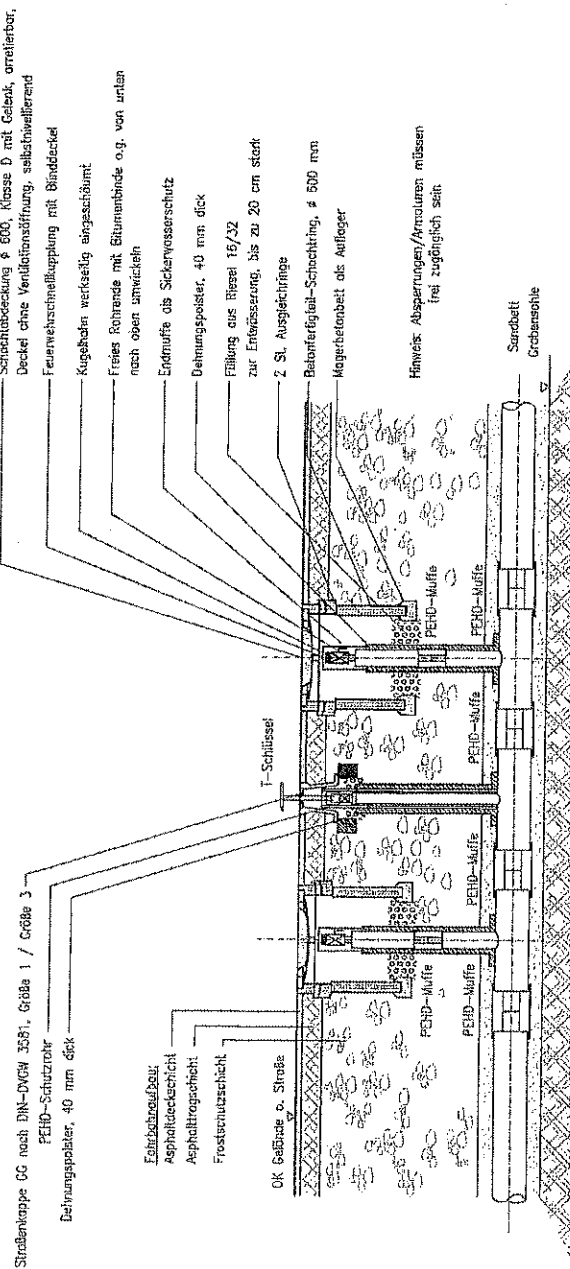 Schachtabdeckung ø 600, Klasse D mit Gelenk, arretierbar,
Deckel ohne Ventilationsöffnung, selbstnivellierend
Feuerwehrschnellkupplung mit Blinddeckel
Kugelhahn werkseitig eingeschäumt
Freies Rohrende mit Bitumenbinde o.g. von unten
nach oben umwickeln
Endmuffe als Sickerwasserschutz
Dehnungspolster, 40 mm dick
Füllung aus Riesel 16/32
zur Entwässerung, bis zu 20 cm stark
2 St. Ausgleichringe
Betonfertigteil-Schachtring, ø 600 mm
Magerbetonbett als Auflager
Hinweis: Absperrungen/Armaturen müssen
frei zugänglich sein
Straßenkappe GG nach DIN-DVGW 3581, Größe 1 / Größe 3
PEHD-Schutzrohr
Dehnungspolster, 40 mm dick
T-Schlüssel
Fahrbahnaufbau:
Asphaltdeckschicht
Asphalttragschicht
Frostschutzschicht
OK Gelände o. Straße
PEHD-Muffe
PEHD-Muffe
PEHD-Muffe
PEHD-Muffe
PEHD-Muffe
PEHD-Muffe
Sandbett
Grabensohle